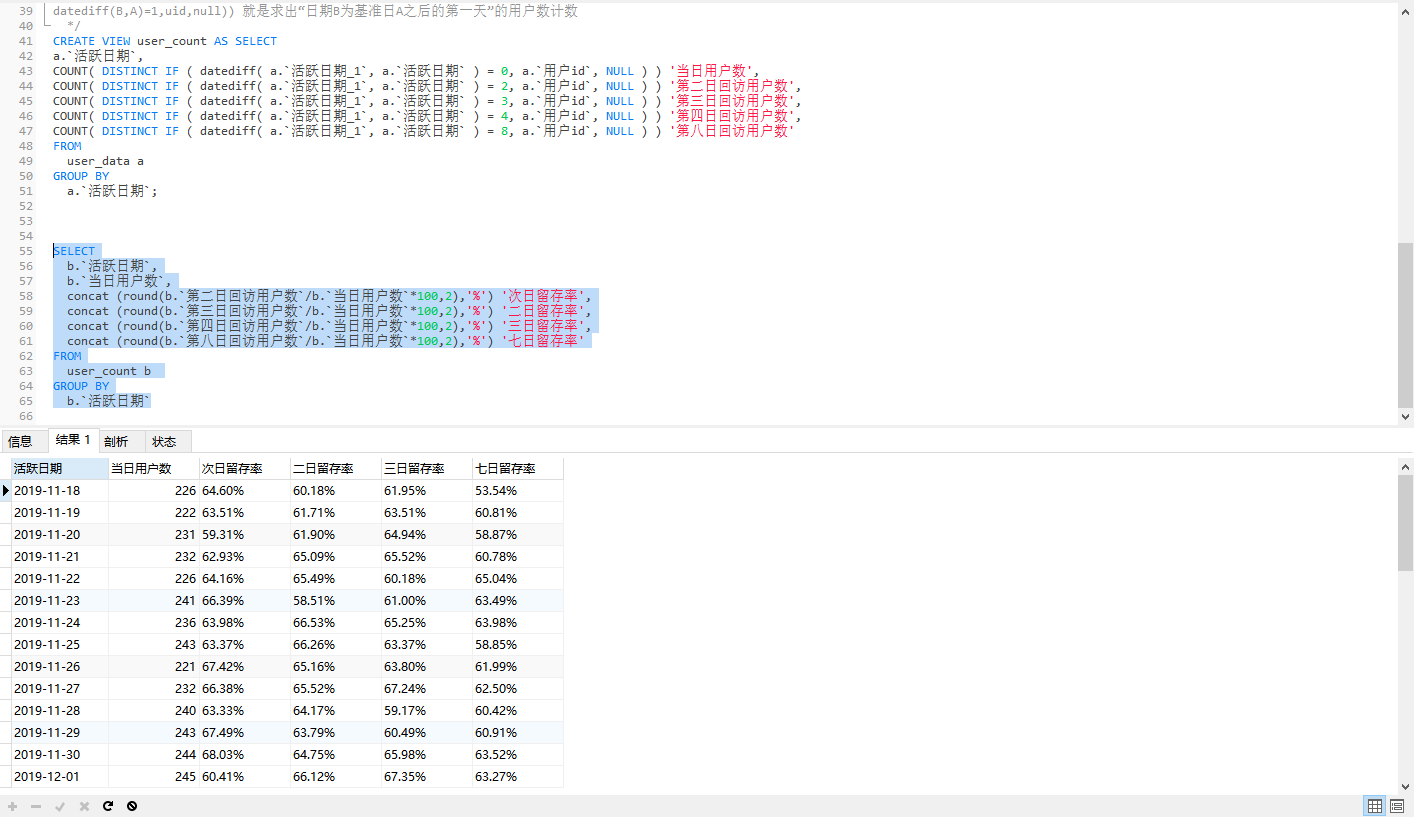 39 datediff(B,A)=1,uid,null)) 就是求出“日期B为基准日A之后的第一天”的用户数计数
40 */
41 CREATE VIEW user_count AS SELECT
42 a.`活跃日期`,
43 COUNT( DISTINCT IF ( datediff( a.`活跃日期_1`, a.`活跃日期` ) = 0, a.`用户id`, NULL ) ) '当日用户数',
44 COUNT( DISTINCT IF ( datediff( a.`活跃日期_1`, a.`活跃日期` ) = 2, a.`用户id`, NULL ) ) '第二日回访用户数',
45 COUNT( DISTINCT IF ( datediff( a.`活跃日期_1`, a.`活跃日期` ) = 3, a.`用户id`, NULL ) ) '第三日回访用户数',
46 COUNT( DISTINCT IF ( datediff( a.`活跃日期_1`, a.`活跃日期` ) = 4, a.`用户id`, NULL ) ) '第四日回访用户数',
47 COUNT( DISTINCT IF ( datediff( a.`活跃日期_1`, a.`活跃日期` ) = 8, a.`用户id`, NULL ) ) '第八日回访用户数'
48 FROM
49 user_data a
50 GROUP BY
51 a.`活跃日期`;
52
53
54
55 SELECT
56 b.`活跃日期`,
57 b.`当日用户数`,
58 concat (round(b.`第二日回访用户数`/b.`当日用户数`*100,2),'%') '次日留存率',
59 concat (round(b.`第三日回访用户数`/b.`当日用户数`*100,2),'%') '二日留存率',
60 concat (round(b.`第四日回访用户数`/b.`当日用户数`*100,2),'%') '三日留存率',
61 concat (round(b.`第八日回访用户数`/b.`当日用户数`*100,2),'%') '七日留存率'
62 FROM
63 user_count b
64 GROUP BY
65 b.`活跃日期`
66
信息 结果 1 剖析 状态
活跃日期 当日用户数 次日留存率 二日留存率 三日留存率 七日留存率
2019-11-18 226 64.60% 60.18% 61.95% 53.54%
2019-11-19 222 63.51% 61.71% 63.51% 60.81%
2019-11-20 231 59.31% 61.90% 64.94% 58.87%
2019-11-21 232 62.93% 65.09% 65.52% 60.78%
2019-11-22 226 64.16% 65.49% 60.18% 65.04%
2019-11-23 241 66.39% 58.51% 61.00% 63.49%
2019-11-24 236 63.98% 66.53% 65.25% 63.98%
2019-11-25 243 63.37% 66.26% 63.37% 58.85%
2019-11-26 221 67.42% 65.16% 63.80% 61.99%
2019-11-27 232 66.38% 65.52% 67.24% 62.50%
2019-11-28 240 63.33% 64.17% 59.17% 60.42%
2019-11-29 243 67.49% 63.79% 60.49% 60.91%
2019-11-30 244 68.03% 64.75% 65.98% 63.52%
2019-12-01 245 60.41% 66.12% 67.35% 63.27%